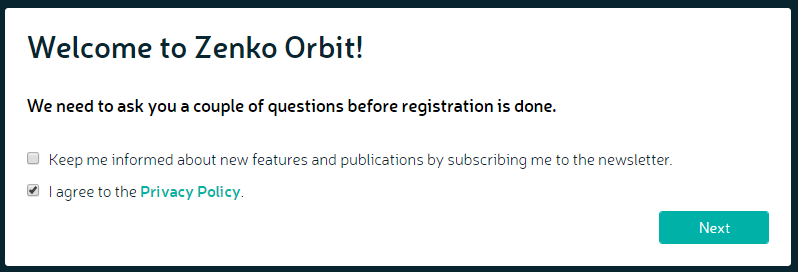 Welcome to Zenko Orbit!
We need to ask you a couple of questions before registration is done.
Keep me informed about new features and publications by subscribing me to the newsletter.
I agree to the Privacy Policy.
Next